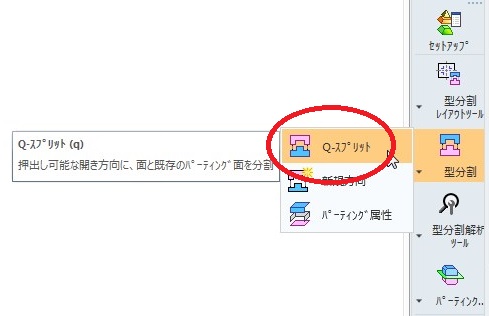 セットアップ
型分割
レイアウトツール
Q-スプリット (q)
押出し可能な開き方向に、面と既存のパーティング面を分割
Q-スプリット
新規方向
パーティング属性
型分割
型分割解析
ツール
パーティング..